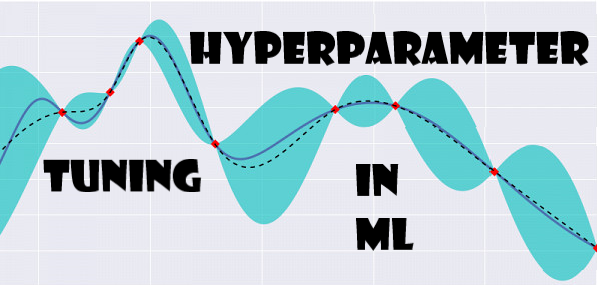 HYPERPARAMETER
TUNING
IN
ML